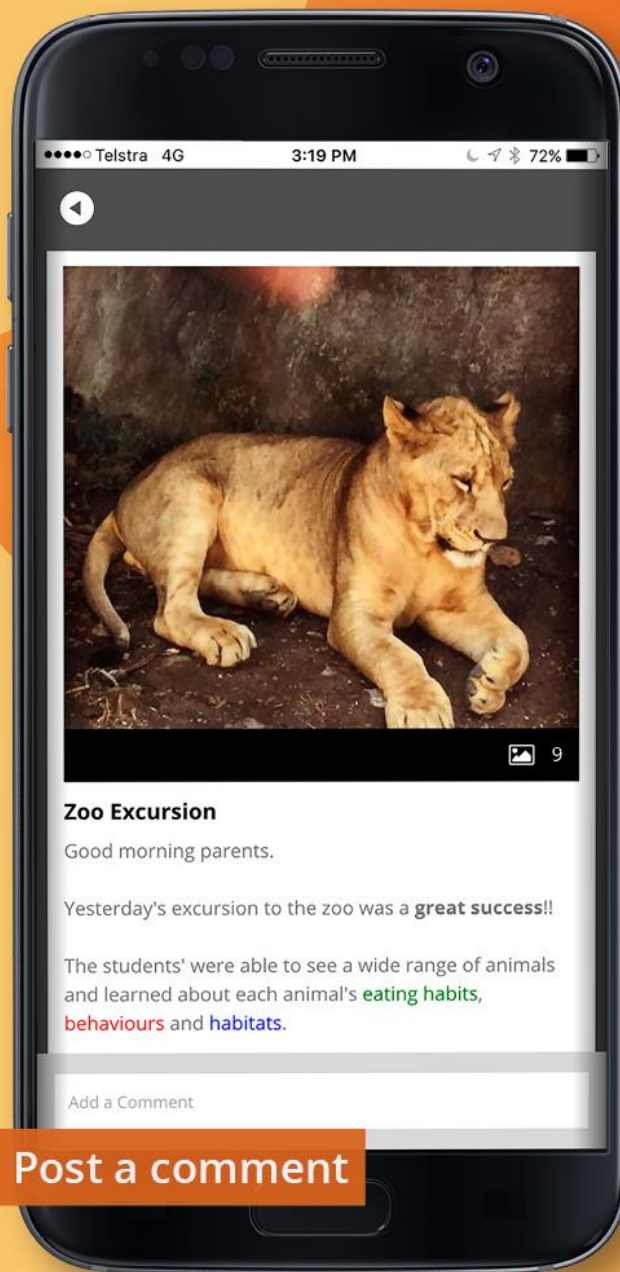 Telstra 4G 3:19 PM 72%
9
Zoo Excursion
Good morning parents.
Yesterday's excursion to the zoo was a great success!!
The students' were able to see a wide range of animals
and learned about each animal's eating habits,
behaviours and habitats.
Add a Comment
Post a comment